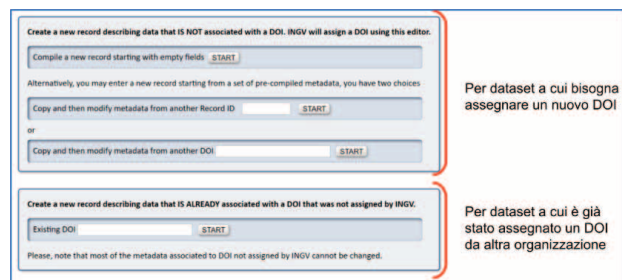 Create a new record describing data that IS NOT associated with a DOI. INGV will assign a DOI using this editor.
Compile a new record starting with empty fields START
Alternatively, you may enter a new record starting from a set of pre-compiled metadata, you have two choices
Copy and then modify metadata from another Record ID START
or
Copy and then modify metadata from another DOI START
Per dataset a cui bisogna
assegnare un nuovo DOI
Create a new record describing data that IS ALREADY associated with a DOI that was not assigned by INGV.
Existing DOI START
Please, note that most of the metadata associated to DOI not assigned by INGV cannot be changed.
Per dataset a cui è già
stato assegnato un DOI
da altra organizzazione